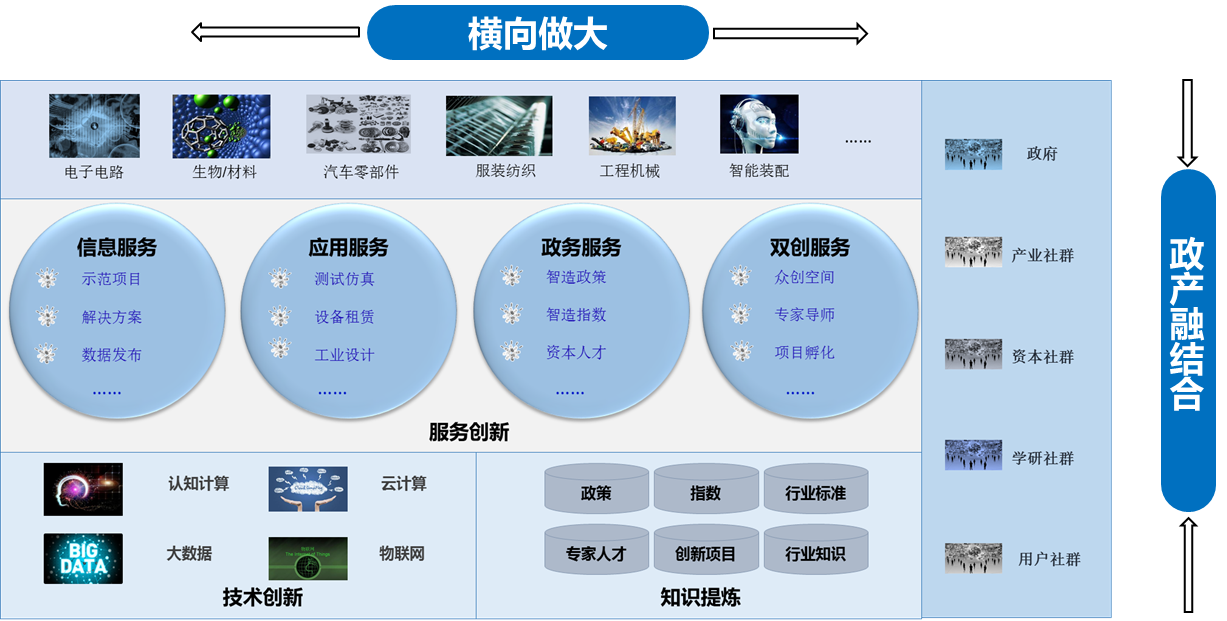 横向做大
电子电路
生物/材料
汽车零部件
服装纺织
工程机械
智能装配
……
信息服务
示范项目
解决方案
数据发布
……
应用服务
测试仿真
设备租赁
工业设计
……
政务服务
智造政策
智造指数
资本人才
……
双创服务
众创空间
专家导师
项目孵化
……
服务创新
认知计算
云计算
BIG
DATA
大数据
物联网
The Internet of Things
物联网
技术创新
政策
指数
行业标准
专家人才
创新项目
行业知识
知识提炼
政府
产业社群
资本社群
学研社群
用户社群
政产融结合